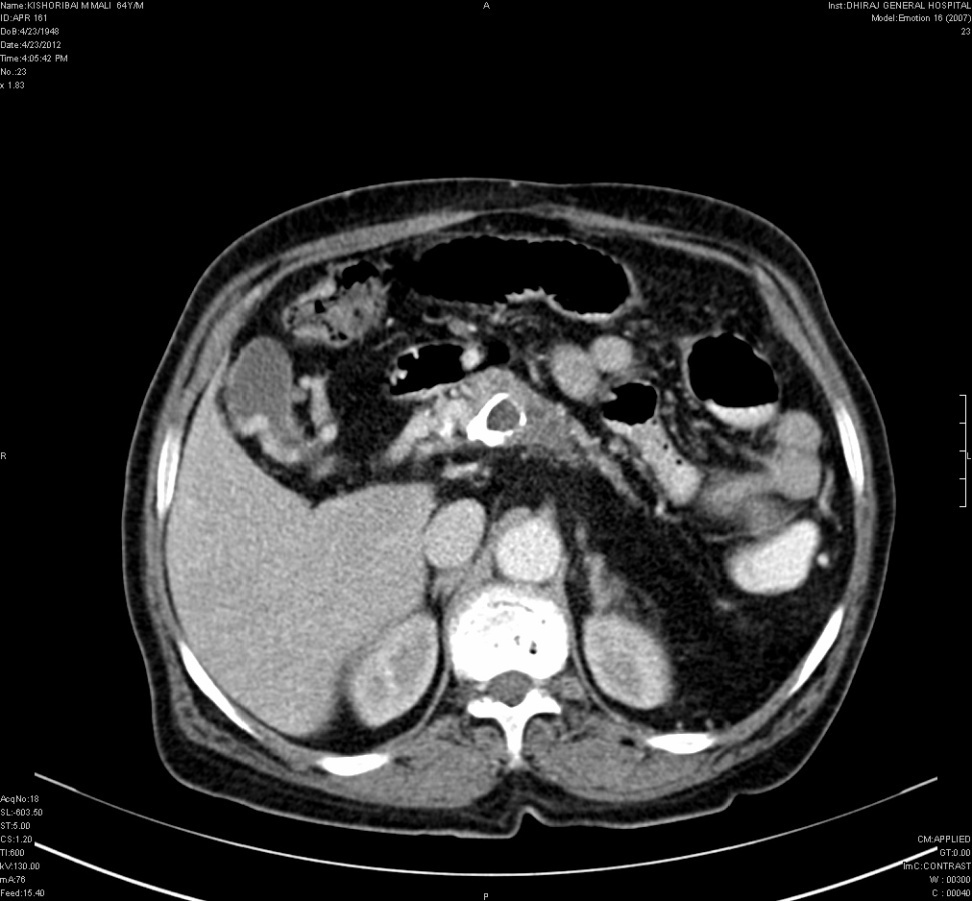 Name:KISHORIBAI M MALI 64Y/M
ID:APR 161
DoB:4/23/1948
Date:4/23/2012
Time:4:05:42 PM
No.:23
x 1.83
A
Inst:DHIRAJ GENERAL HOSPITAL
Model:Emotion 16 (2007)
23
R
L
AcqNo:18
SL:-603.50
ST:5.00
CS:1.20
TI:600
kV:130.00
mA:76
Feed:15.40
P
CM:APPLIED
GT:0.00
ImC:CONTRAST
W : 00300
C : 00040